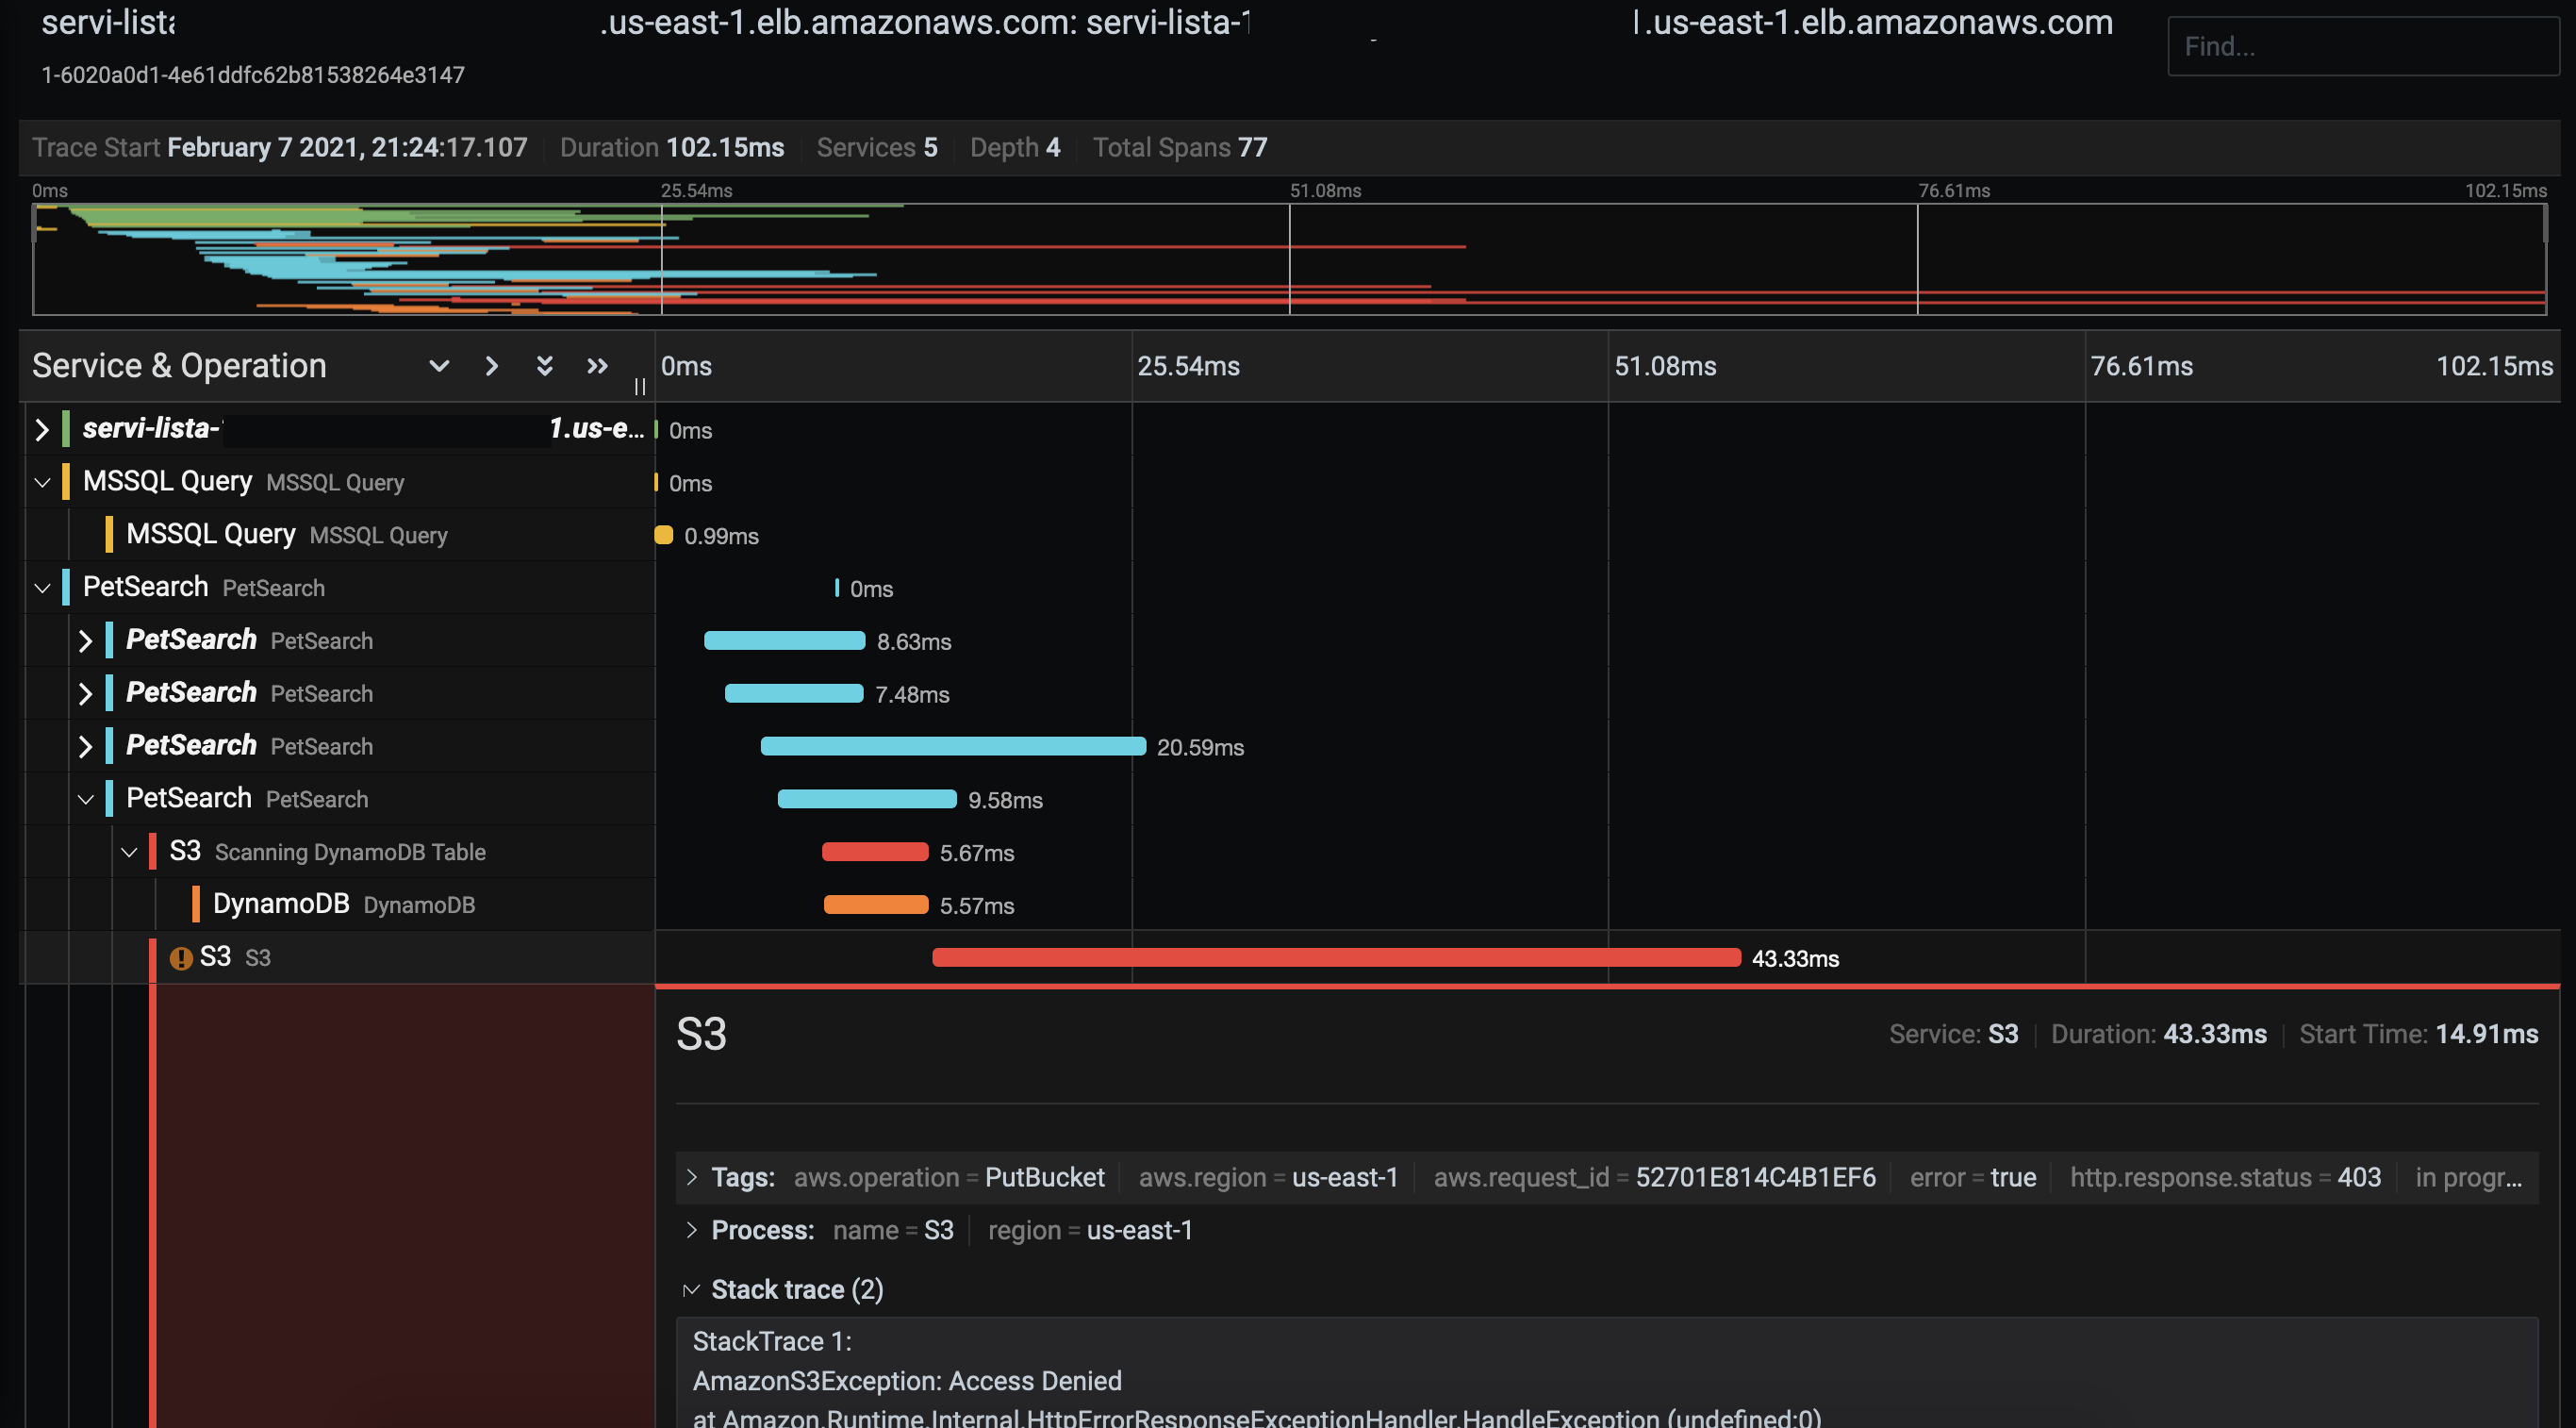 servi-lista .us-east-1.elb.amazonaws.com: servi-lista-1 .us-east-1.elb.amazonaws.com
Find...
1-6020a0d1-4e61ddfc62b81538264e3147
Trace Start February 7 2021, 21:24:17.107 Duration 102.15ms Services 5 Depth 4 Total Spans 77
0ms 25.54ms 51.08ms 76.61ms 102.15ms
Service & Operation 0ms 25.54ms 51.08ms 76.61ms 102.15ms
servi-lista- 1.us-e... 0ms
MSSQL Query MSSQL Query 0ms
MSSQL Query MSSQL Query 0.99ms
PetSearch PetSearch 0ms
PetSearch PetSearch 8.63ms
PetSearch PetSearch 7.48ms
PetSearch PetSearch 20.59ms
PetSearch PetSearch 9.58ms
S3 Scanning DynamoDB Table 5.67ms
DynamoDB DynamoDB 5.57ms
S3 S3 43.33ms
S3 Service: S3 Duration: 43.33ms Start Time: 14.91ms
Tags: aws.operation = PutBucket aws.region = us-east-1 aws.request_id = 52701E814C4B1EF6 error = true http.response.status = 403 in progr...
Process: name = S3 region = us-east-1
Stack trace (2)
StackTrace 1:
AmazonS3Exception: Access Denied
at Amazon.Runtime.Internal.HttpErrorResponseExceptionHandler.HandleException (undefined:0)